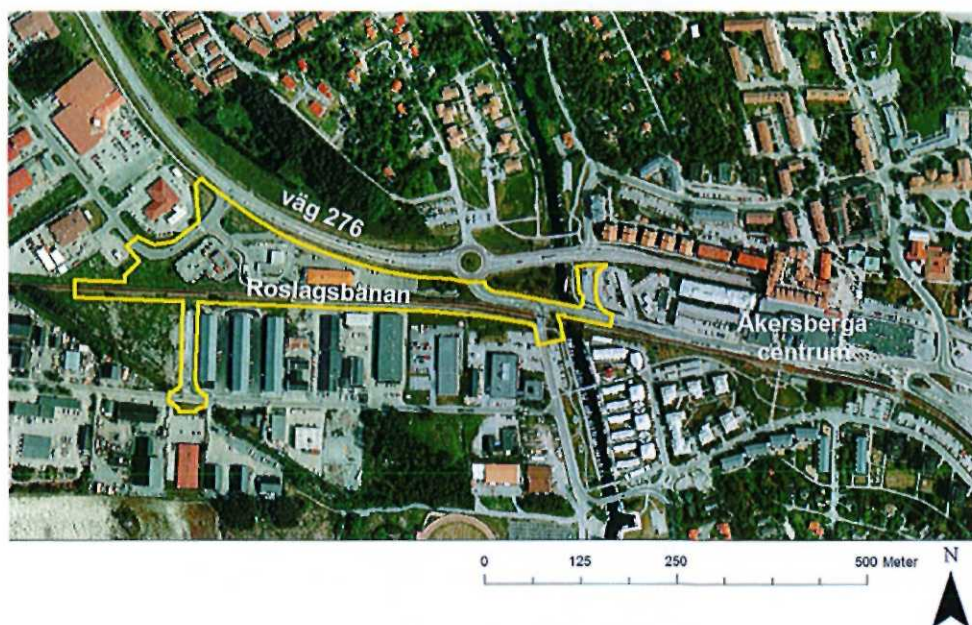 väg 276
Roslagsbanan
Åkersberga
centrum
0 125 250 500 Meter
N